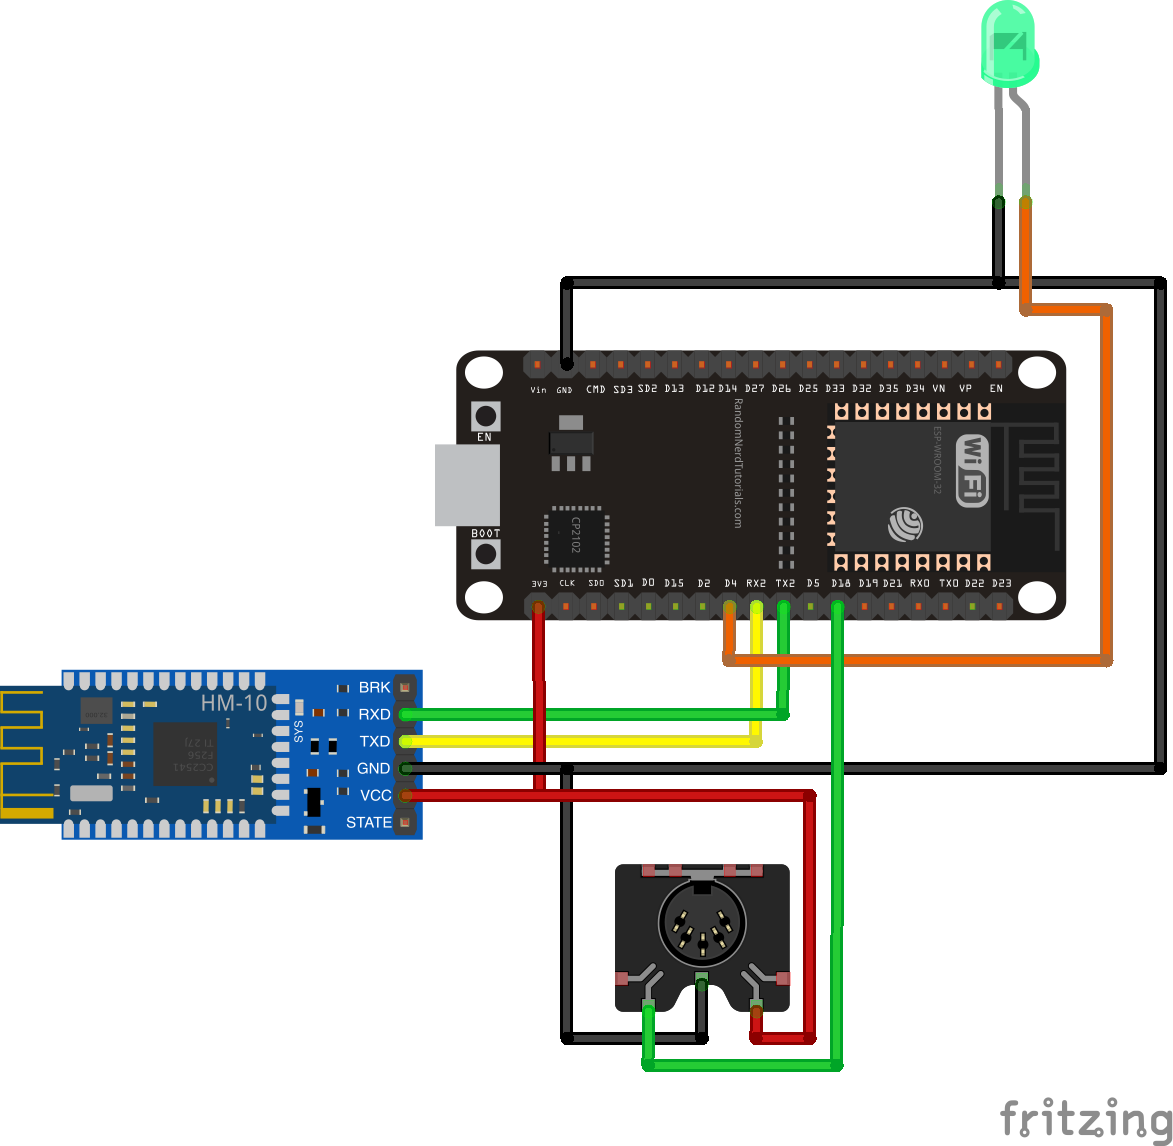 Vin GND CMD SD3 SD2 D13 D12 D14 D27 D26 D25 D33 D32 D35 D34 VN VP EN
EN
RandomNerdTutorials.com
ESP-WROOM-32
Wi Fi
CP2102
BOOT
3V3 CLK SD0 SD1 D0 D15 D2 D4 RX2 TX2 D5 D18 D19 D21 RX0 TX0 D22 D23
HM-10
SYS
CC2541
F256
TI 27J
BRK
RXD
TXD
GND
VCC
STATE
fritzing